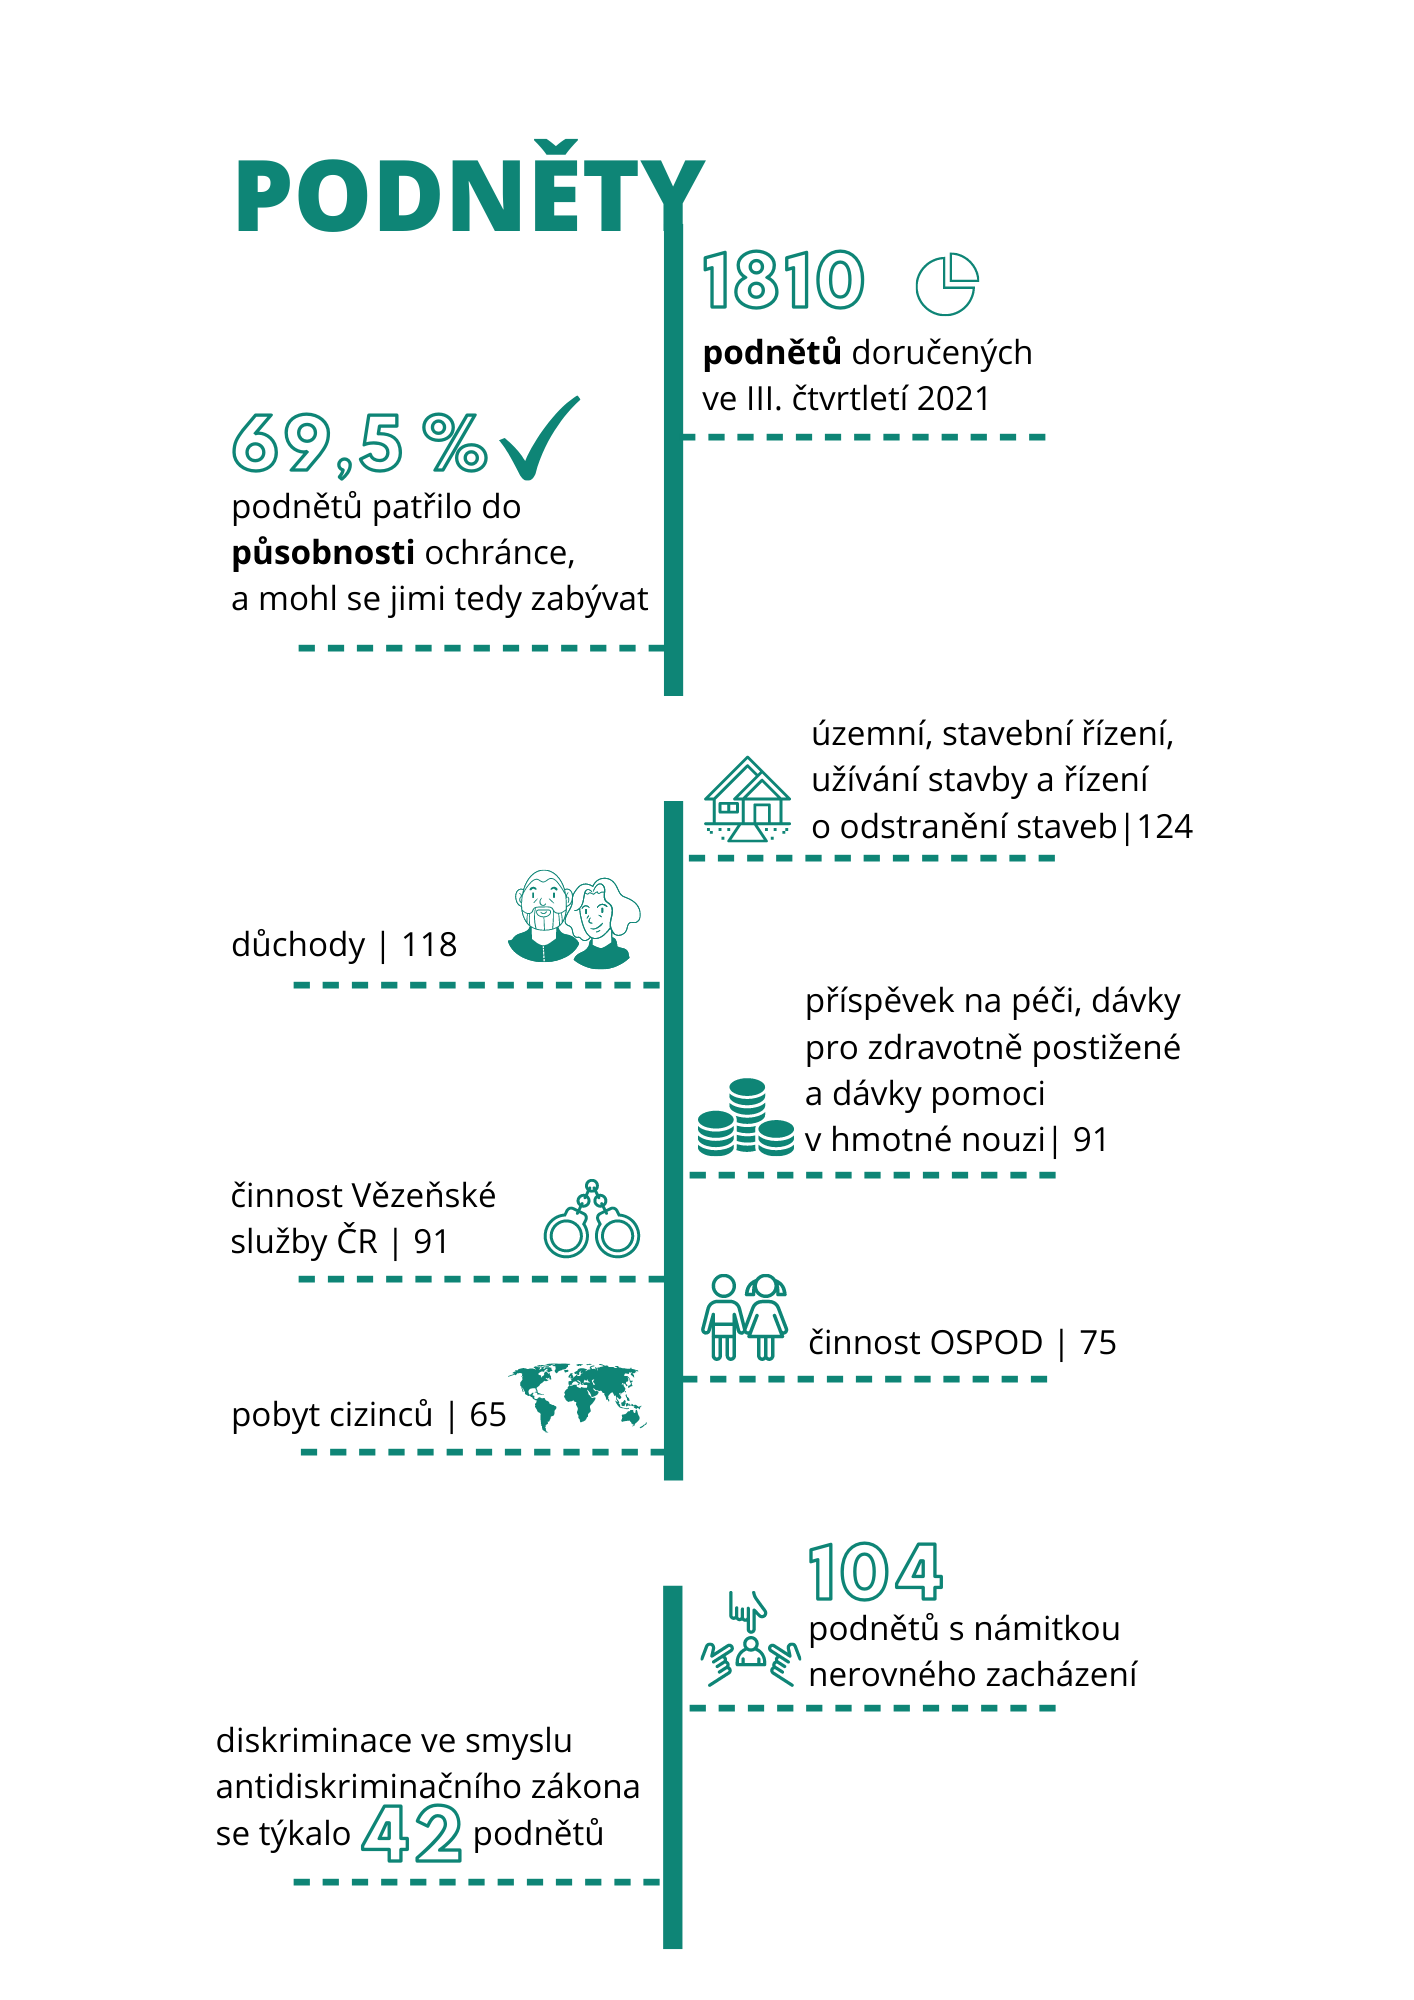 PODNĚTY
1810
podnětů doručených
ve III. čtvrtletí 2021
69,5 %
podnětů patřilo do
působnosti ochránce,
a mohl se jimi tedy zabývat
územní, stavební řízení,
užívání stavby a řízení
o odstranění staveb|124
důchody | 118
příspěvek na péči, dávky
pro zdravotně postižené
a dávky pomoci
v hmotné nouzi| 91
činnost Vězeňské
služby ČR | 91
činnost OSPOD | 75
pobyt cizinců | 65
104
podnětů s námitkou
nerovného zacházení
diskriminace ve smyslu
antidiskriminačního zákona
se týkalo 42 podnětů